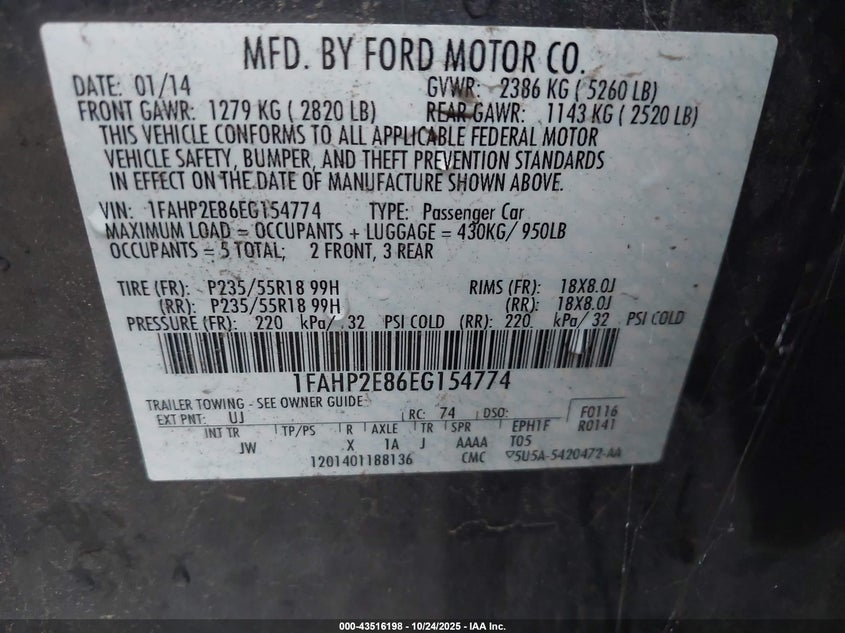 MFD. BY FORD MOTOR CO.
DATE: 01/14 GVWR: 2386 KG ( 5260 LB)
FRONT GAWR: 1279 KG ( 2820 LB) REAR GAWR: 1143 KG ( 2520 LB)
THIS VEHICLE CONFORMS TO ALL APPLICABLE FEDERAL MOTOR
VEHICLE SAFETY, BUMPER, AND THEFT PREVENTION STANDARDS
IN EFFECT ON THE DATE OF MANUFACTURE SHOWN ABOVE.
VIN: 1FAHP2E86EG154774 TYPE: Passenger Car
MAXIMUM LOAD = OCCUPANTS + LUGGAGE = 430KG/ 950LB
OCCUPANTS = 5 TOTAL; 2 FRONT, 3 REAR
TIRE (FR): P235/55R18 99H RIMS (FR): 18X8.0J
(RR): P235/55R18 99H (RR): 18X8.0J
PRESSURE (FR): 220 kPa/ 32 PSI COLD (RR): 220 kPa/ 32 PSI COLD
1FAHP2E86EG154774
TRAILER TOWING - SEE OWNER GUIDE
EXT PNT: UJ RC: 74 DSO: F0116
INT TR TP/PS R AXLE TR SPR EPH1F R0141
JW X 1A J AAAA T05
1201401188136 CMC 5U5A-5420472-AA
000-43516198 - 10/24/2025 - IAA Inc.